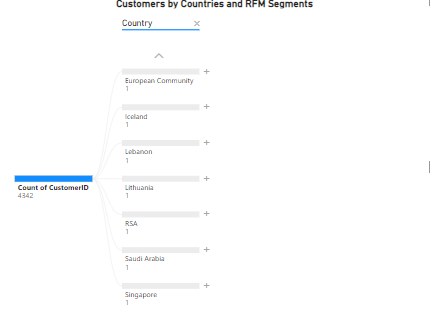 Customers by Countries and RFM Segments
Country
European Community
1
Iceland
1
Lebanon
1
Count of CustomerID
4342
Lithuania
1
RSA
1
Saudi Arabia
1
Singapore
1